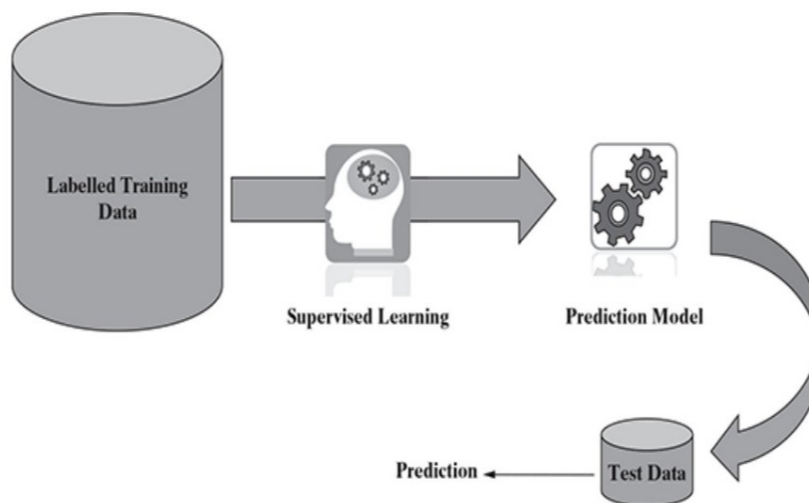 Labelled Training
Data
Supervised Learning
Prediction Model
Prediction
Test Data